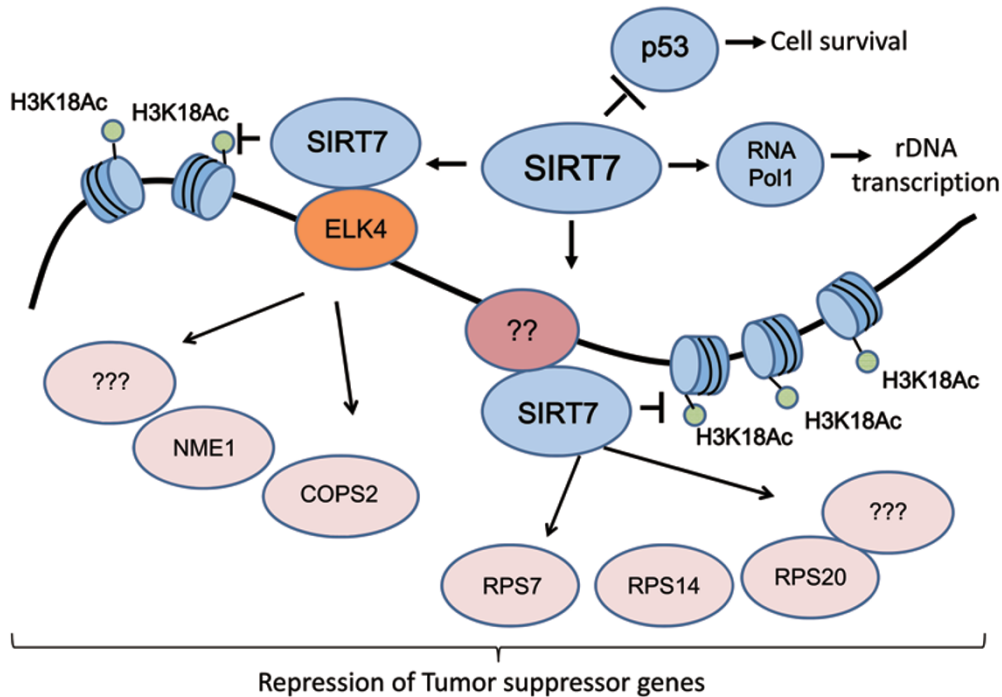 p53
Cell survival
H3K18Ac
H3K18Ac
SIRT7
SIRT7
RNA
Pol1
rDNA
transcription
ELK4
??
SIRT7
H3K18Ac
H3K18Ac
H3K18Ac
???
NME1
COPS2
???
RPS7
RPS14
RPS20
Repression of Tumor suppressor genes